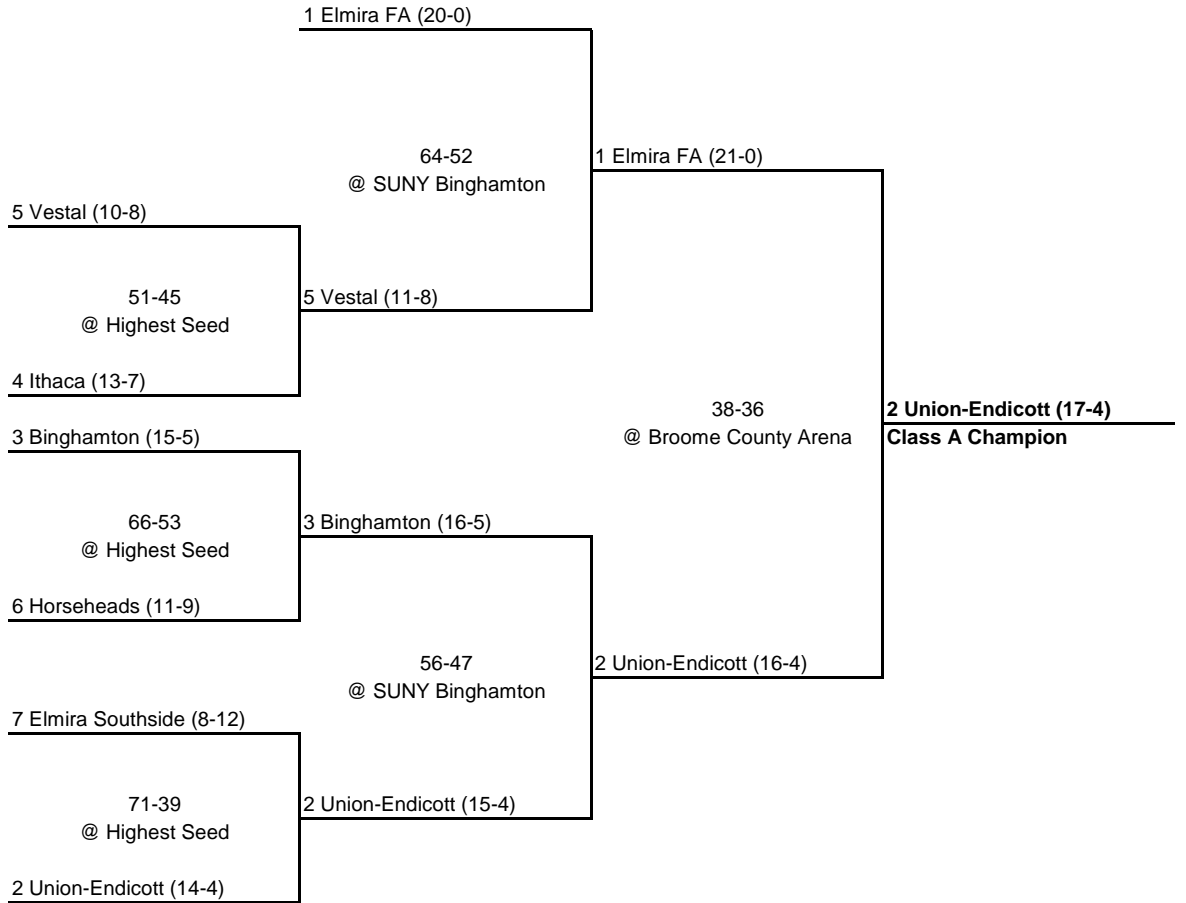 1 Elmira FA (20-0)
64-52
@ SUNY Binghamton
1 Elmira FA (21-0)
5 Vestal (10-8)
51-45
@ Highest Seed
5 Vestal (11-8)
4 Ithaca (13-7)
38-36
@ Broome County Arena
2 Union-Endicott (17-4)
Class A Champion
3 Binghamton (15-5)
66-53
@ Highest Seed
3 Binghamton (16-5)
6 Horseheads (11-9)
56-47
@ SUNY Binghamton
2 Union-Endicott (16-4)
7 Elmira Southside (8-12)
71-39
@ Highest Seed
2 Union-Endicott (15-4)
2 Union-Endicott (14-4)